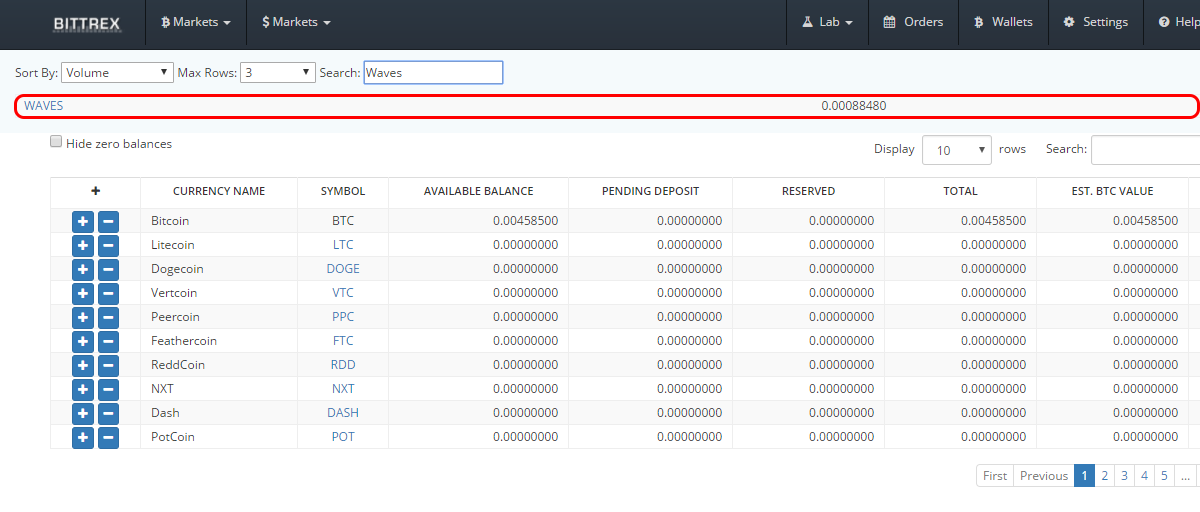 BITTREX Markets $ Markets Lab Orders Wallets Settings Help
Sort By: Volume Max Rows: 3 Search: Waves
WAVES 0.00088480
Hide zero balances Display 10 rows Search:
+ CURRENCY NAME SYMBOL AVAILABLE BALANCE PENDING DEPOSIT RESERVED TOTAL EST. BTC VALUE
+ − Bitcoin BTC 0.00458500 0.00000000 0.00000000 0.00458500 0.00458500
+ − Litecoin LTC 0.00000000 0.00000000 0.00000000 0.00000000 0.00000000
+ − Dogecoin DOGE 0.00000000 0.00000000 0.00000000 0.00000000 0.00000000
+ − Vertcoin VTC 0.00000000 0.00000000 0.00000000 0.00000000 0.00000000
+ − Peercoin PPC 0.00000000 0.00000000 0.00000000 0.00000000 0.00000000
+ − Feathercoin FTC 0.00000000 0.00000000 0.00000000 0.00000000 0.00000000
+ − ReddCoin RDD 0.00000000 0.00000000 0.00000000 0.00000000 0.00000000
+ − NXT NXT 0.00000000 0.00000000 0.00000000 0.00000000 0.00000000
+ − Dash DASH 0.00000000 0.00000000 0.00000000 0.00000000 0.00000000
+ − PotCoin POT 0.00000000 0.00000000 0.00000000 0.00000000 0.00000000
First Previous 1 2 3 4 5 ...